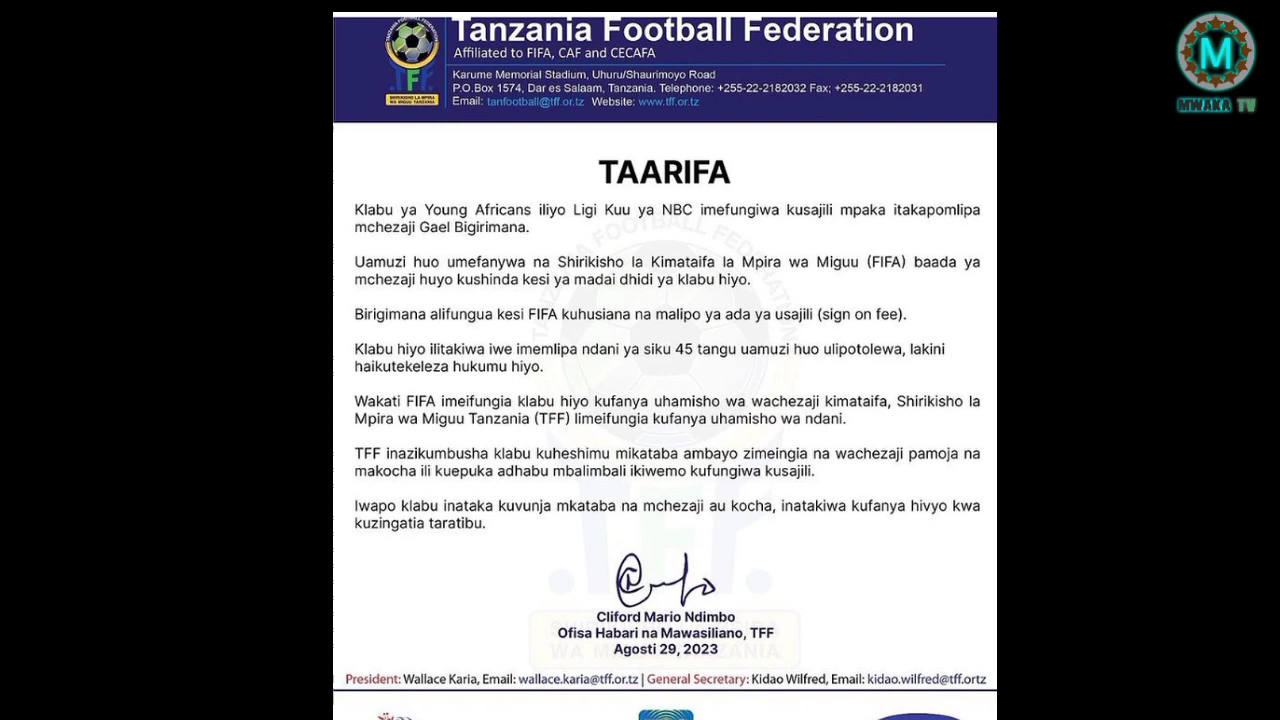 Tanzania Football Federation
Affiliated to FIFA, CAF and CECAFA
Karume Memorial Stadium, Uhuru/Shaurimoyo Road
P.O.Box 1574, Dar es Salaam, Tanzania. Telephone: +255-22-2182032 Fax; +255-22-2182031
Email: tanfootball@tff.or.tz Website: www.tff.or.tz
TFF
SHIRIKISHO LA MPIRA
WA MIGUU TANZANIA
M
MWAKA TV
TAARIFA
Klabu ya Young Africans iliyo Ligi Kuu ya NBC imefungiwa kusajili mpaka itakapomlipa
mchezaji Gael Bigirimana.
Uamuzi huo umefanywa na Shirikisho la Kimataifa la Mpira wa Miguu (FIFA) baada ya
mchezaji huyo kushinda kesi ya madai dhidi ya klabu hiyo.
Birigimana alifungua kesi FIFA kuhusiana na malipo ya ada ya usajili (sign on fee).
Klabu hiyo ilitakiwa iwe imemlipa ndani ya siku 45 tangu uamuzi huo ulipotolewa, lakini
haikutekeleza hukumu hiyo.
Wakati FIFA imeifungia klabu hiyo kufanya uhamisho wa wachezaji kimataifa, Shirikisho la
Mpira wa Miguu Tanzania (TFF) limeifungia kufanya uhamisho wa ndani.
TFF inazikumbusha klabu kuheshimu mikataba ambayo zimeingia na wachezaji pamoja na
makocha ili kuepuka adhabu mbalimbali ikiwemo kufungiwa kusajili.
Iwapo klabu inataka kuvunja mkataba na mchezaji au kocha, inatakiwa kufanya hivyo kwa
kuzingatia taratibu.
Cliford Mario Ndimbo
Ofisa Habari na Mawasiliano, TFF
Agosti 29, 2023
President: Wallace Karia, Email: wallace.karia@tff.or.tz | General Secretary: Kidao Wilfred, Email: kidao.wilfred@tff.ortz